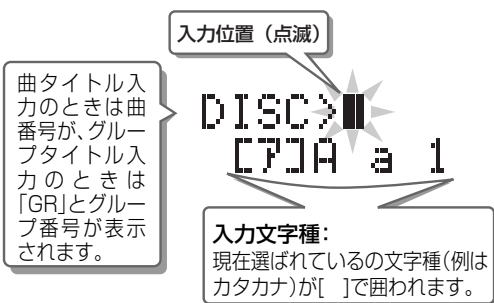 入力位置（点滅）
曲タイトル入
力のときは曲
番号が、グルー
プタイトル入
力のときは
「GR」とグルー
プ番号が表示
されます。
DISC>
[ア]A a 1
入力文字種：
現在選ばれているの文字種（例は
カタカナ）が[　]で囲われます。